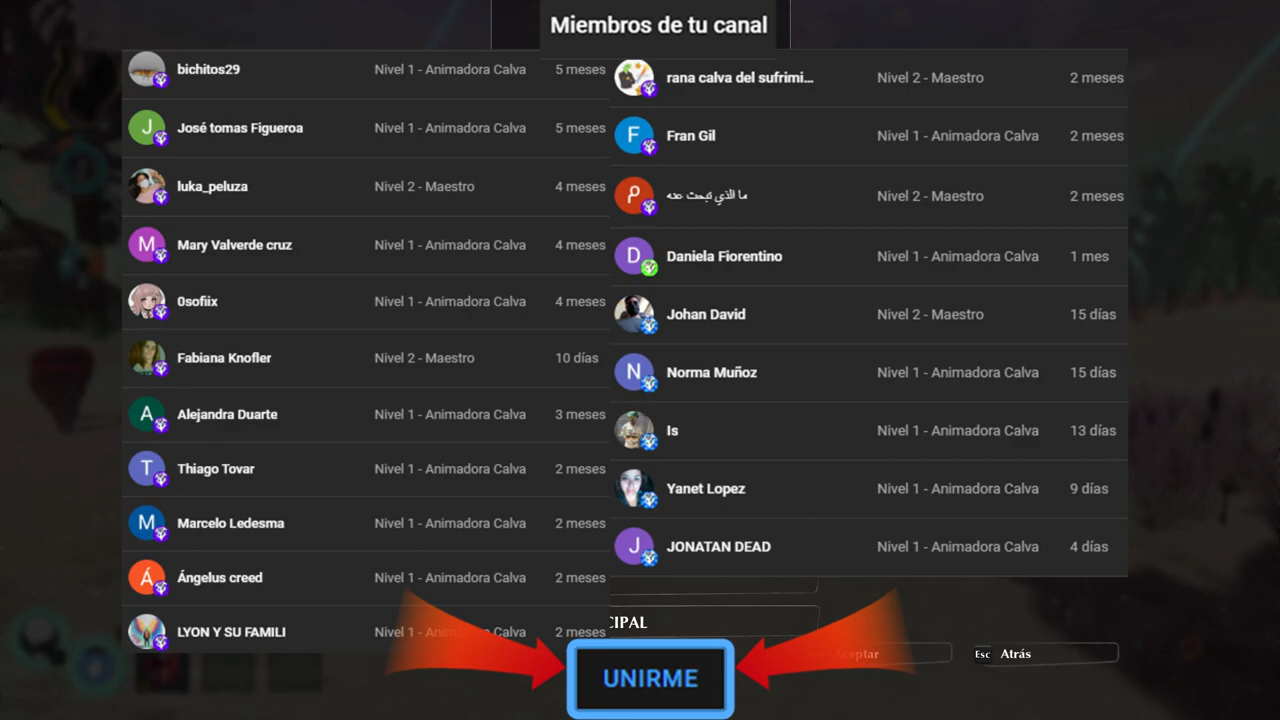 Miembros de tu canal
bichitos29 Nivel 1 - Animadora Calva 5 meses
J José tomas Figueroa Nivel 1 - Animadora Calva 5 meses
luka_peluza Nivel 2 - Maestro 4 meses
M Mary Valverde cruz Nivel 1 - Animadora Calva 4 meses
0sofiix Nivel 1 - Animadora Calva 4 meses
Fabiana Knofler Nivel 2 - Maestro 10 días
A Alejandra Duarte Nivel 1 - Animadora Calva 3 meses
T Thiago Tovar Nivel 1 - Animadora Calva 2 meses
M Marcelo Ledesma Nivel 1 - Animadora Calva 2 meses
Á Ángelus creed Nivel 1 - Animadora Calva 2 meses
LYON Y SU FAMILI Nivel 1 - Animadora Calva 2 meses
rana calva del sufrimi... Nivel 2 - Maestro 2 meses
F Fran Gil Nivel 1 - Animadora Calva 2 meses
م ما الذي تبحث عنه Nivel 2 - Maestro 2 meses
D Daniela Fiorentino Nivel 1 - Animadora Calva 1 mes
Johan David Nivel 2 - Maestro 15 días
N Norma Muñoz Nivel 1 - Animadora Calva 15 días
Is Nivel 1 - Animadora Calva 13 días
Yanet Lopez Nivel 1 - Animadora Calva 9 días
J JONATAN DEAD Nivel 1 - Animadora Calva 4 días
CIPAL
Aceptar Esc Atrás
UNIRME